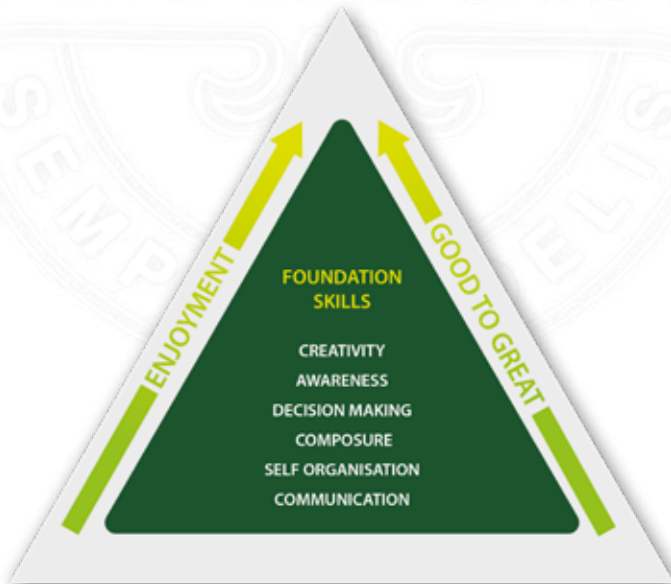 ENJOYMENT
GOOD TO GREAT
FOUNDATION
SKILLS
CREATIVITY
AWARENESS
DECISION MAKING
COMPOSURE
SELF ORGANISATION
COMMUNICATION